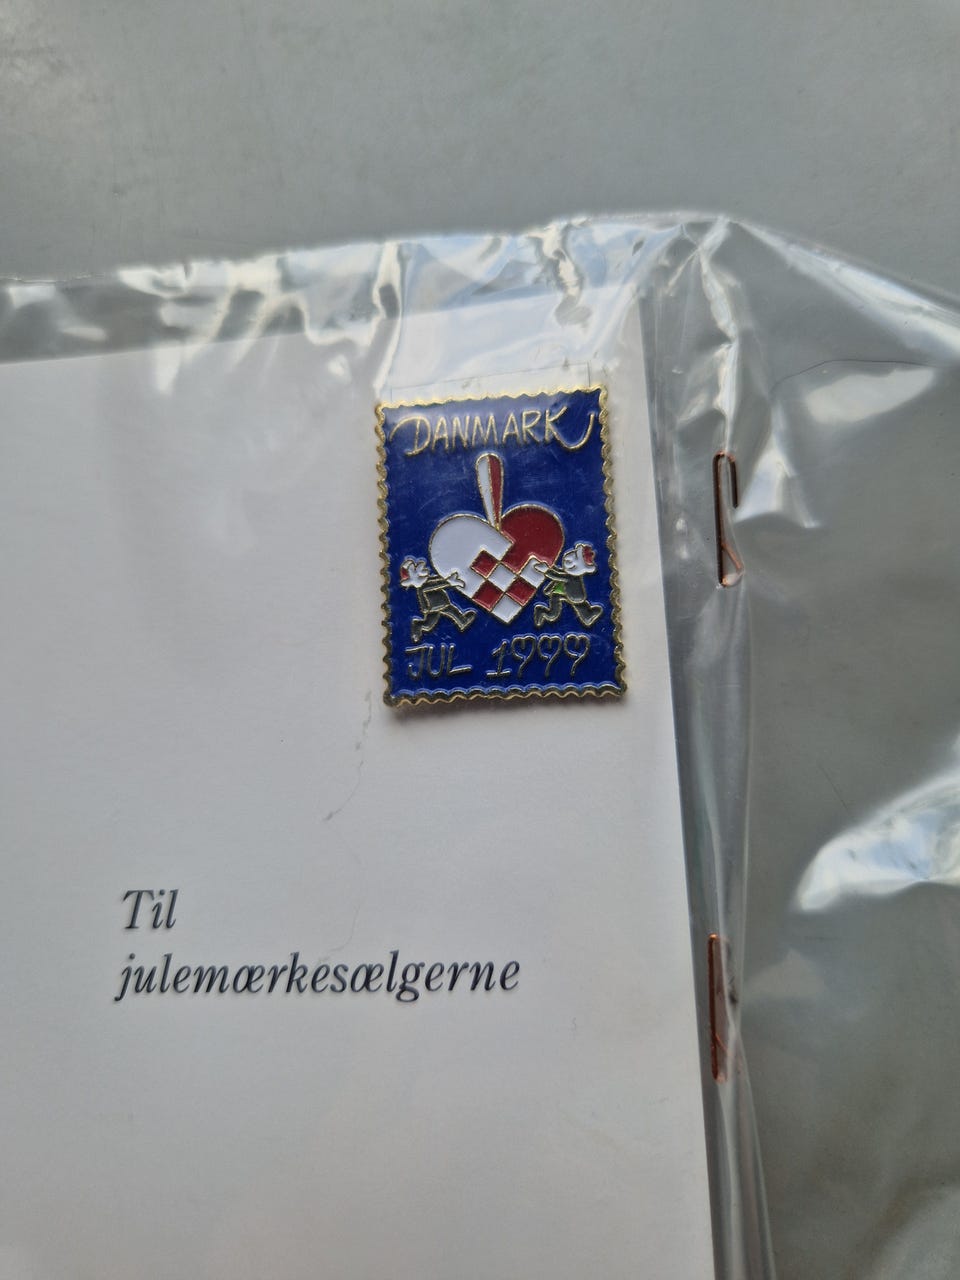 DANMARK
JUL 1999
Til
julemærkesælgerne